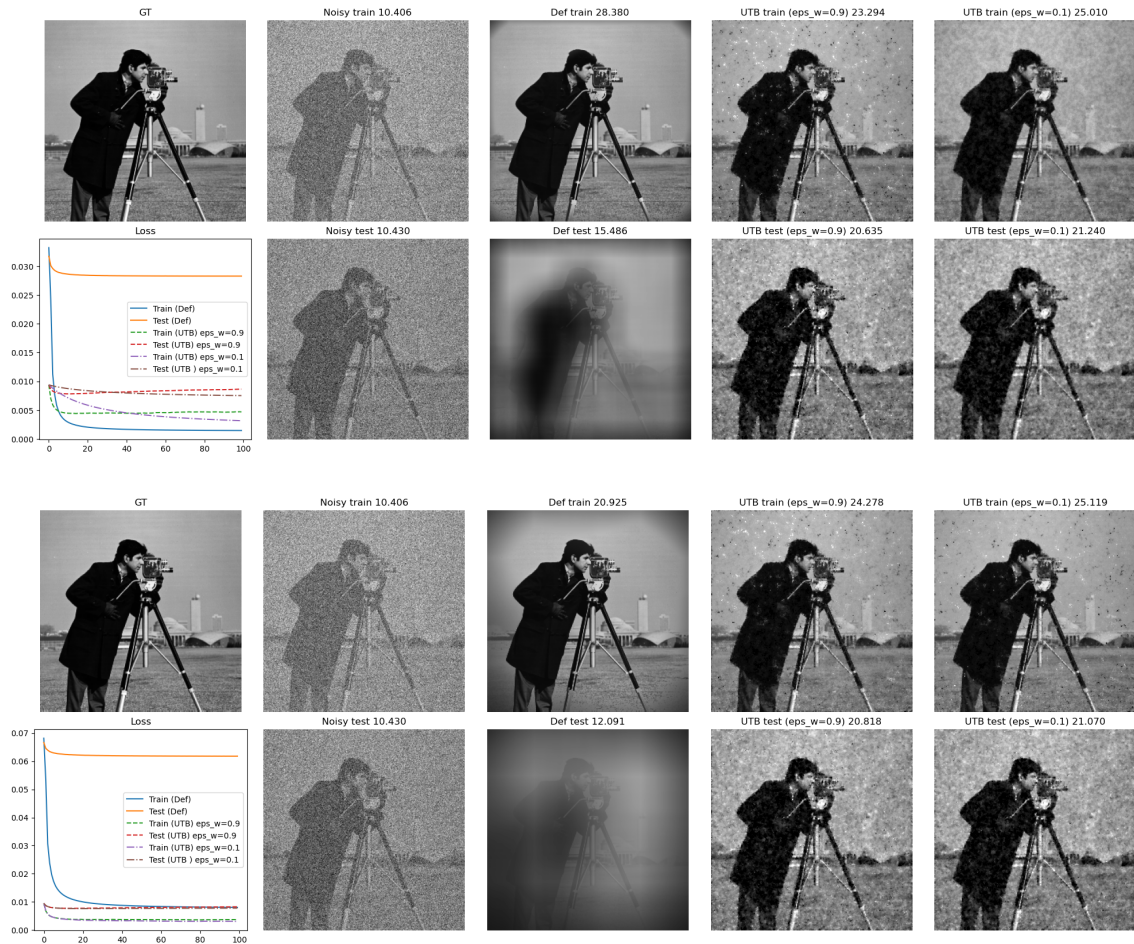 GT
Noisy train 10.406
Def train 28.380
UTB train (eps_w=0.9) 23.294
UTB train (eps_w=0.1) 25.010
Loss
Noisy test 10.430
Def test 15.486
UTB test (eps_w=0.9) 20.635
UTB test (eps_w=0.1) 21.240
0.030
0.025
0.020
0.015
0.010
0.005
0.000
Train (Def)
Test (Def)
Train (UTB) eps_w=0.9
Test (UTB) eps_w=0.9
Train (UTB) eps_w=0.1
Test (UTB ) eps_w=0.1
0 20 40 60 80 100
GT
Noisy train 10.406
Def train 20.925
UTB train (eps_w=0.9) 24.278
UTB train (eps_w=0.1) 25.119
Loss
Noisy test 10.430
Def test 12.091
UTB test (eps_w=0.9) 20.818
UTB test (eps_w=0.1) 21.070
0.07
0.06
0.05
0.04
0.03
0.02
0.01
0.00
Train (Def)
Test (Def)
Train (UTB) eps_w=0.9
Test (UTB) eps_w=0.9
Train (UTB) eps_w=0.1
Test (UTB ) eps_w=0.1
0 20 40 60 80 100